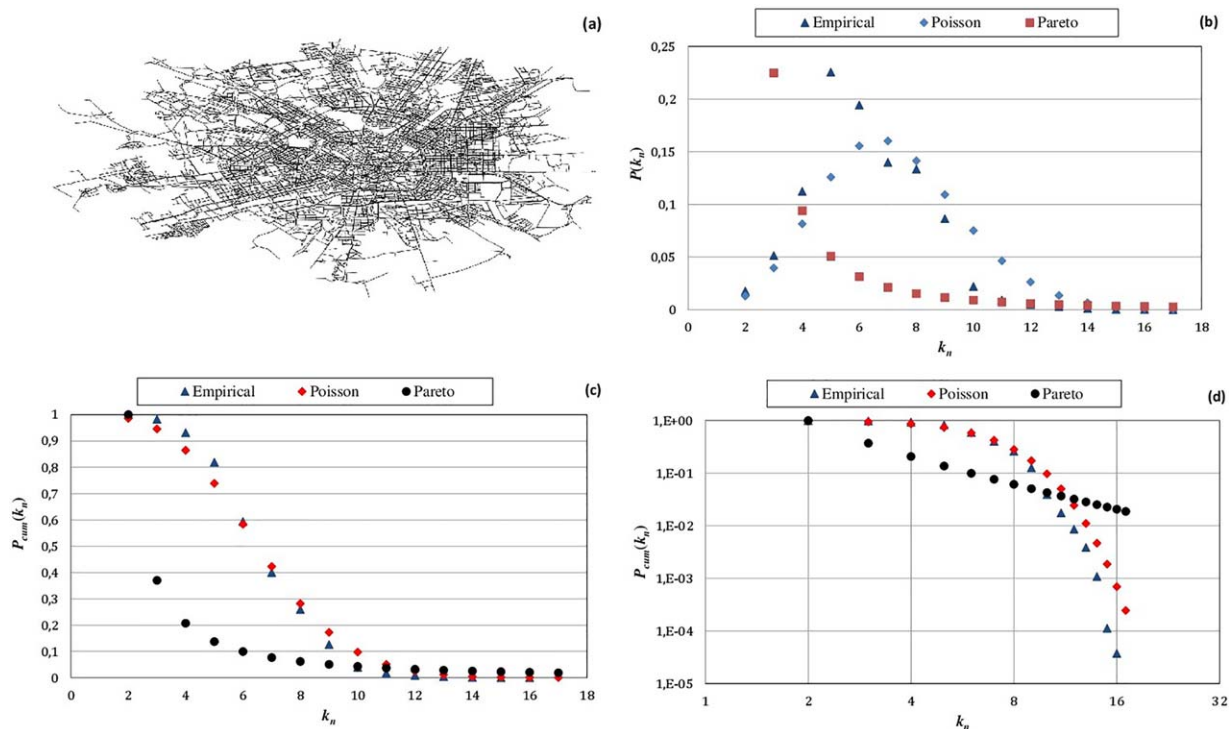 (a)
(b)
Empirical Poisson Pareto
0,25
0,2
0,15
0,1
0,05
0
P(kn)
0 2 4 6 8 10 12 14 16 18
kn
(c)
Empirical Poisson Pareto
1
0,9
0,8
0,7
0,6
0,5
0,4
0,3
0,2
0,1
0
Pcum(kn)
0 2 4 6 8 10 12 14 16 18
kn
(d)
Empirical Poisson Pareto
1,E+00
1,E-01
1,E-02
1,E-03
1,E-04
1,E-05
Pcum(kn)
1 2 4 8 16 32
kn